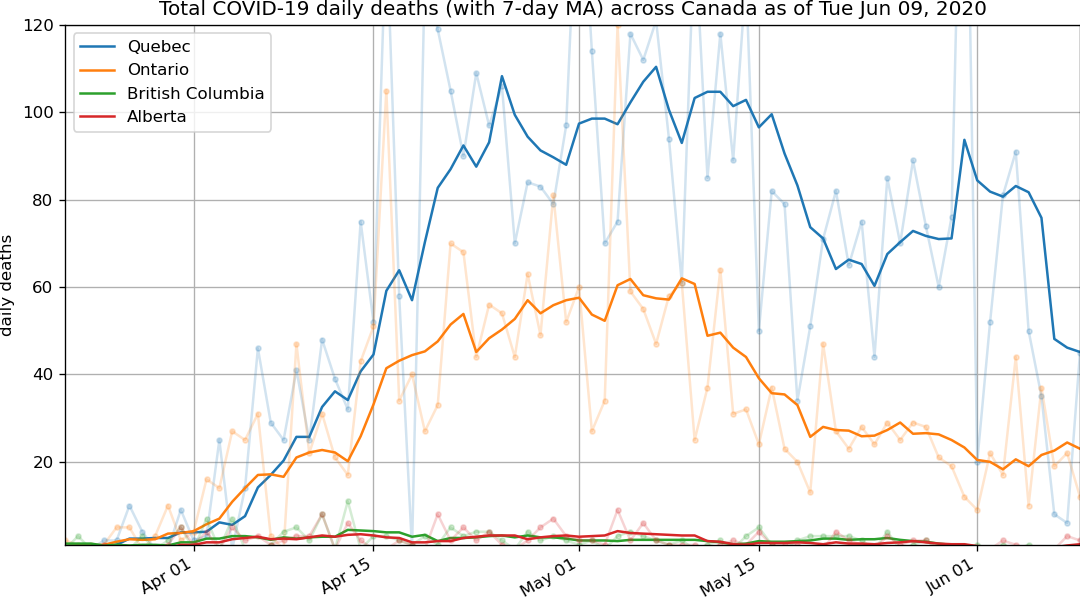 Total COVID-19 daily deaths (with 7-day MA) across Canada as of Tue Jun 09, 2020
120
100
80
60
40
20
daily deaths
Quebec
Ontario
British Columbia
Alberta
Apr 01
Apr 15
May 01
May 15
Jun 01